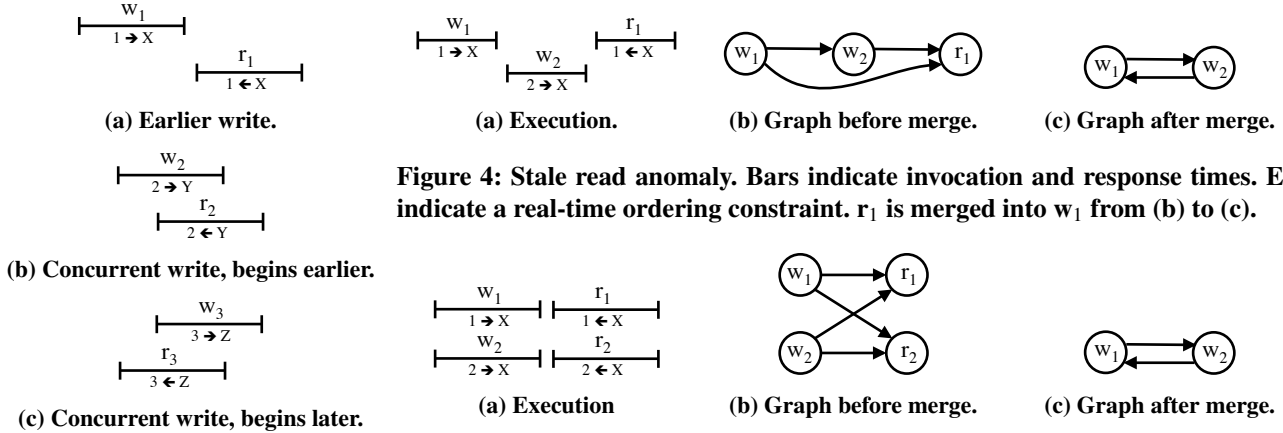 w₁
1 → X
r₁
1 ← X
(a) Earlier write.
w₂
2 → Y
r₂
2 ← Y
(b) Concurrent write, begins earlier.
w₃
3 → Z
r₃
3 ← Z
(c) Concurrent write, begins later.
w₁
1 → X
r₁
1 ← X
w₂
2 → X
(a) Execution.
w₁ w₂ r₁
(b) Graph before merge.
w₁ w₂
(c) Graph after merge.
Figure 4: Stale read anomaly. Bars indicate invocation and response times. E
indicate a real-time ordering constraint. r₁ is merged into w₁ from (b) to (c).
w₁ r₁
1 → X 1 ← X
w₂ r₂
2 → X 2 ← X
(a) Execution
w₁ r₁
w₂ r₂
(b) Graph before merge.
w₁ w₂
(c) Graph after merge.